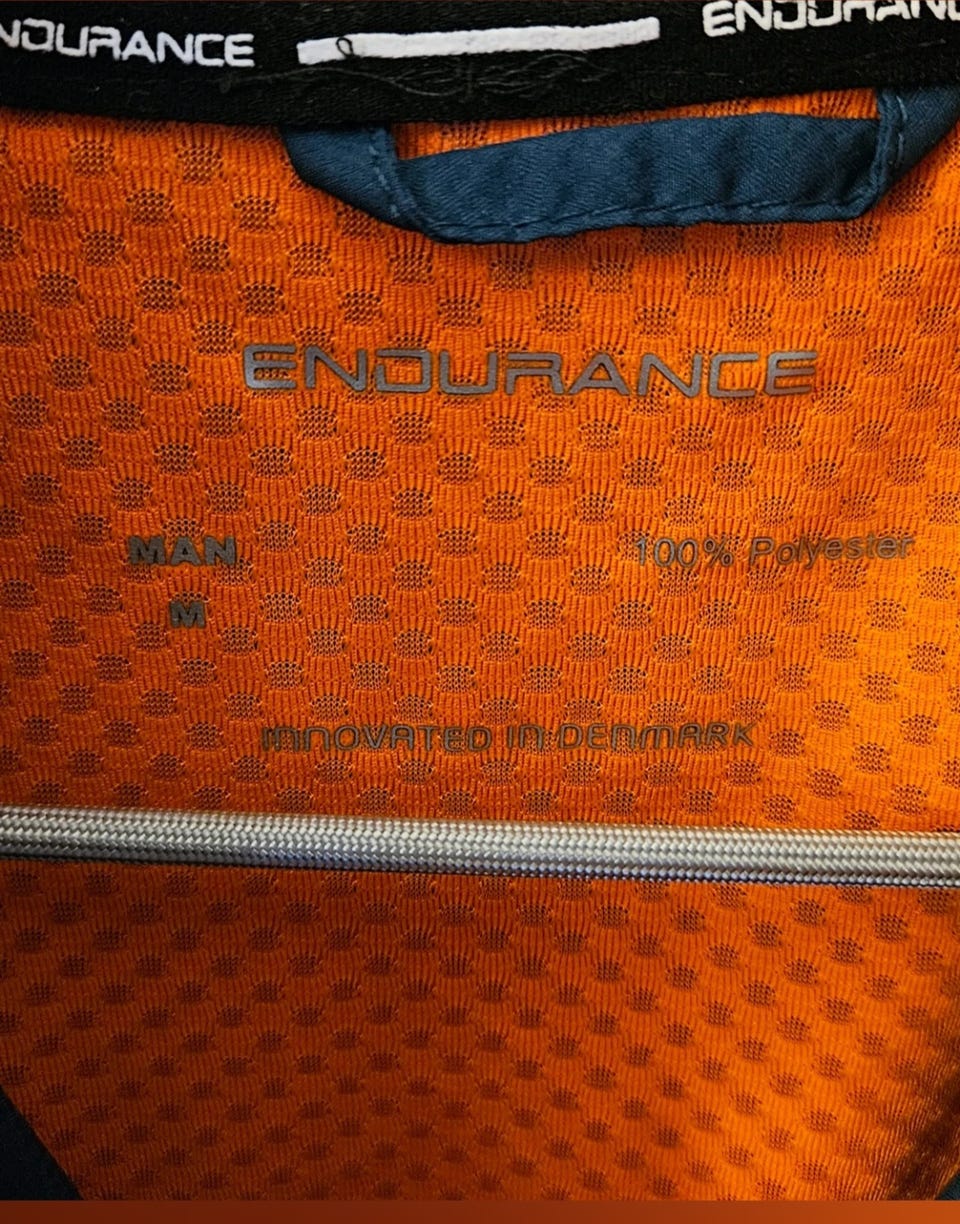 ENDURANCE ENDURANCE
ENDURANCE
MAN 100% Polyester
M
INNOVATED IN DENMARK